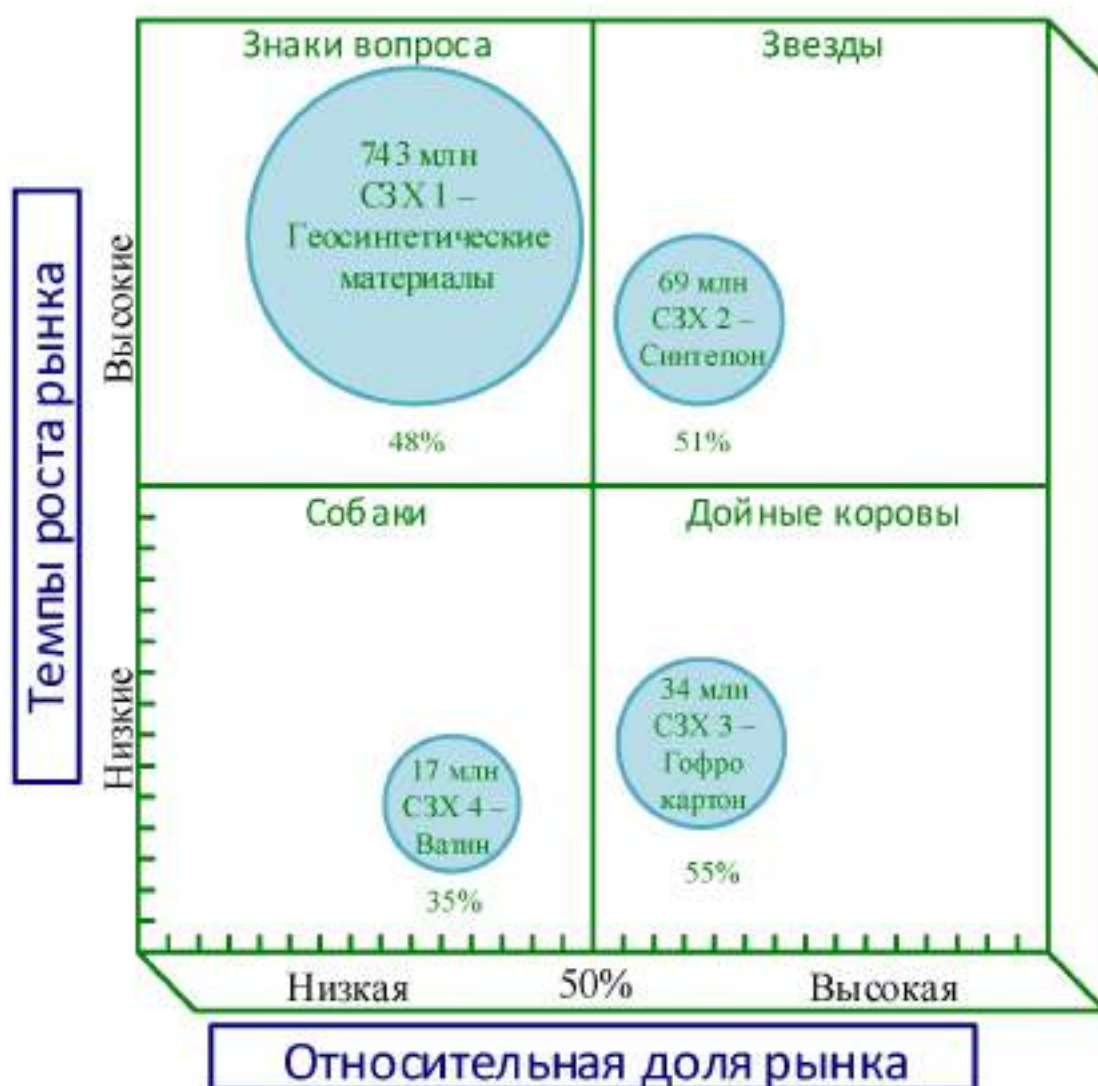 Знаки вопроса
Звезды
743 млн
СЗХ 1 –
Геосинтетические
материалы
69 млн
СЗХ 2 –
Синтепон
48%
51%
Темпы роста рынка
Высокие
Низкие
Собаки
Дойные коровы
17 млн
СЗХ 4 –
Ватин
34 млн
СЗХ 3 –
Гофро
картон
35%
55%
Низкая
50%
Высокая
Относительная доля рынка